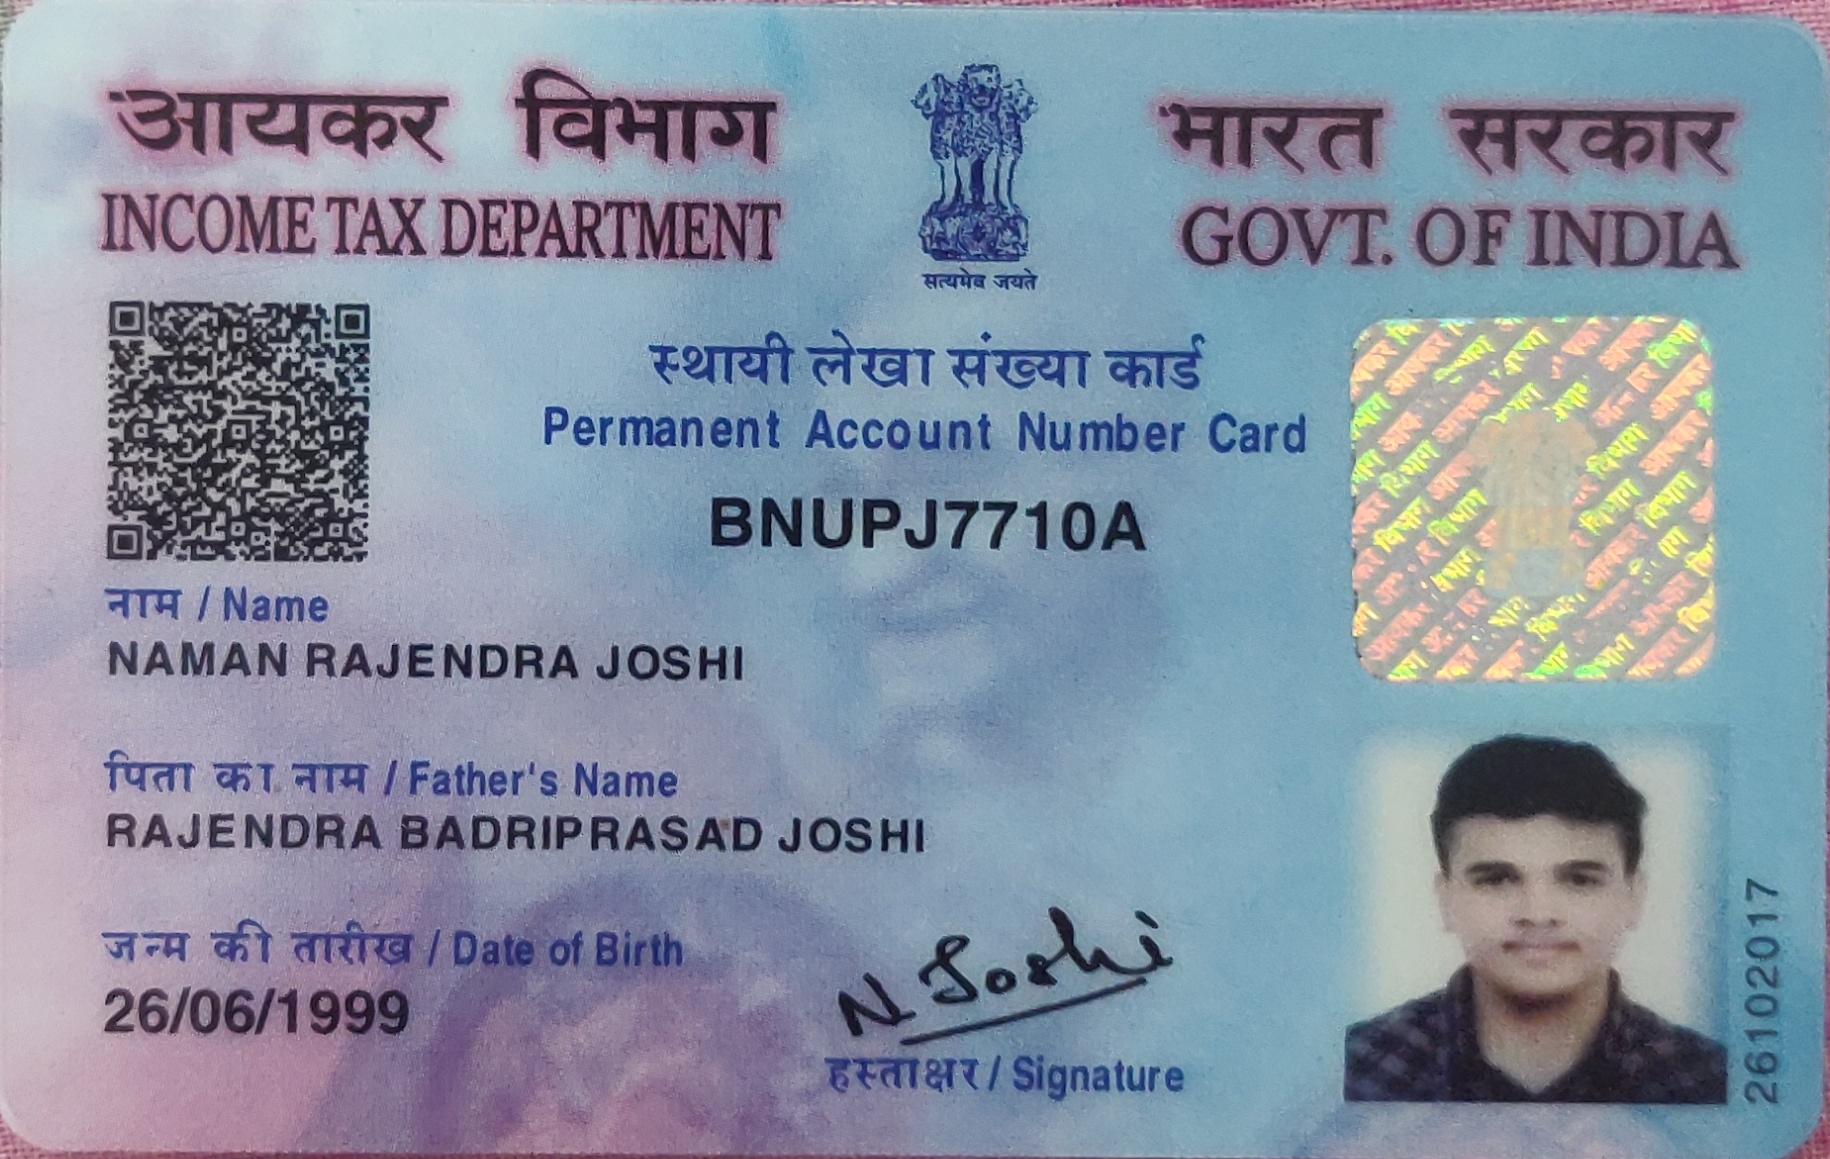 आयकर विभाग
INCOME TAX DEPARTMENT
सत्यमेव जयते
भारत सरकार
GOVT. OF INDIA
स्थायी लेखा संख्या कार्ड
Permanent Account Number Card
BNUPJ7710A
नाम / Name
NAMAN RAJENDRA JOSHI
पिता का नाम / Father's Name
RAJENDRA BADRIPRASAD JOSHI
जन्म की तारीख / Date of Birth
26/06/1999
N Joshi
हस्ताक्षर / Signature
26102017